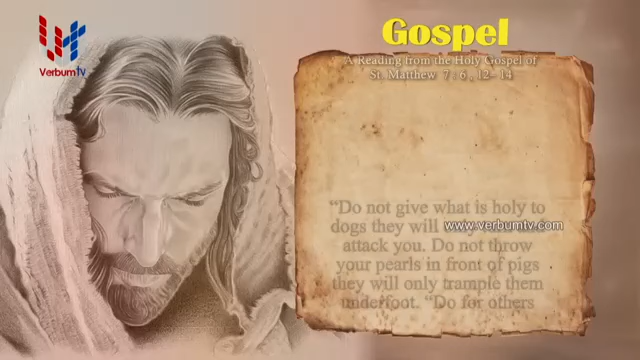 VerbumTV
Gospel
A Reading from the Holy Gospel of
St. Matthew 7 : 6 , 12– 14
“Do not give what is holy to
dogs they will
www.verbumtv.com
attack you. Do not throw
your pearls in front of pigs
they will only trample them
underfoot. “Do for others